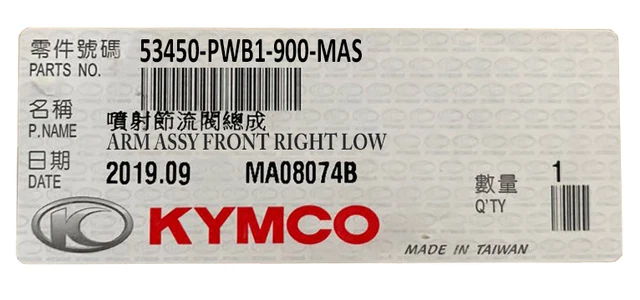 零件號碼 53450-PWB1-900-MAS
PARTS NO.
名稱 噴射節流閥總成
P.NAME ARM ASSY FRONT RIGHT LOW
日期 2019.09 MA08074B
DATE
數量 1
Q'TY
KYMCO
MADE IN TAIWAN